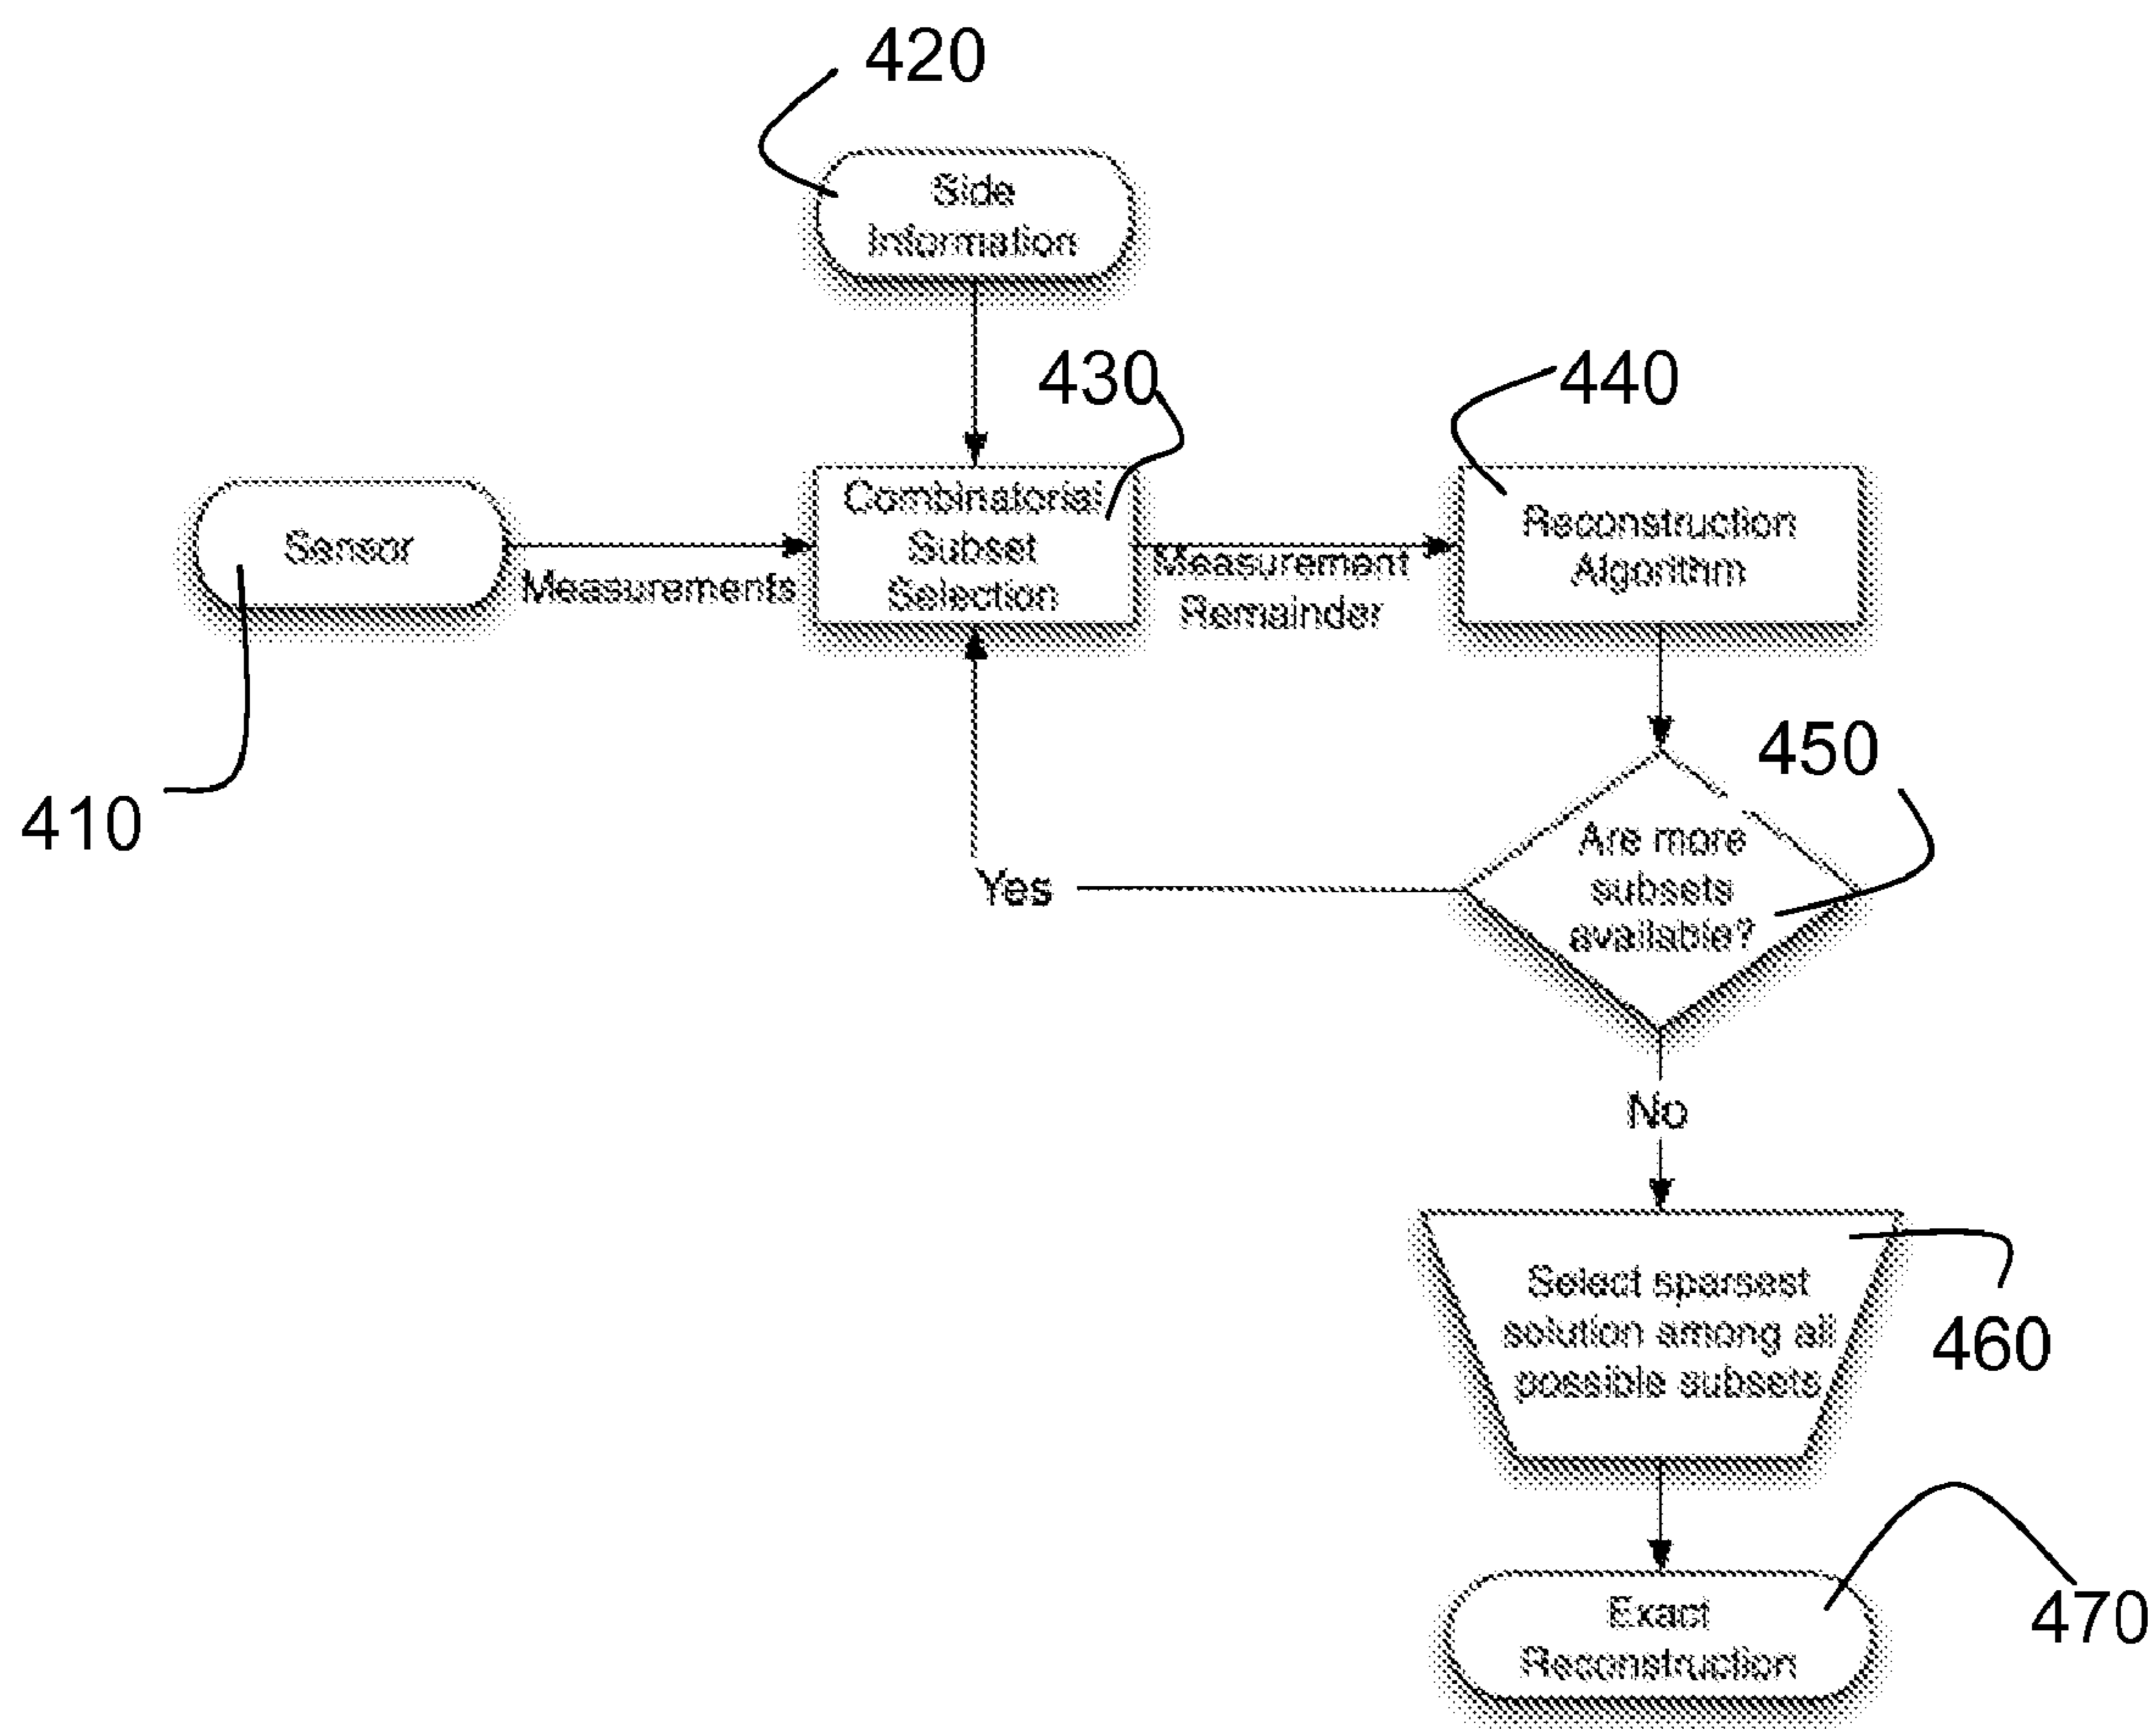 420
Side
Information
430
440
Combinatorial
Subset
Selection
Reconstruction
Algorithm
Sensor
Measurements
Measurement
Remainder
410
450
Are more
subsets
available?
Yes
No
Select sparsest
solution among all
possible subsets
460
Exact
Reconstruction
470